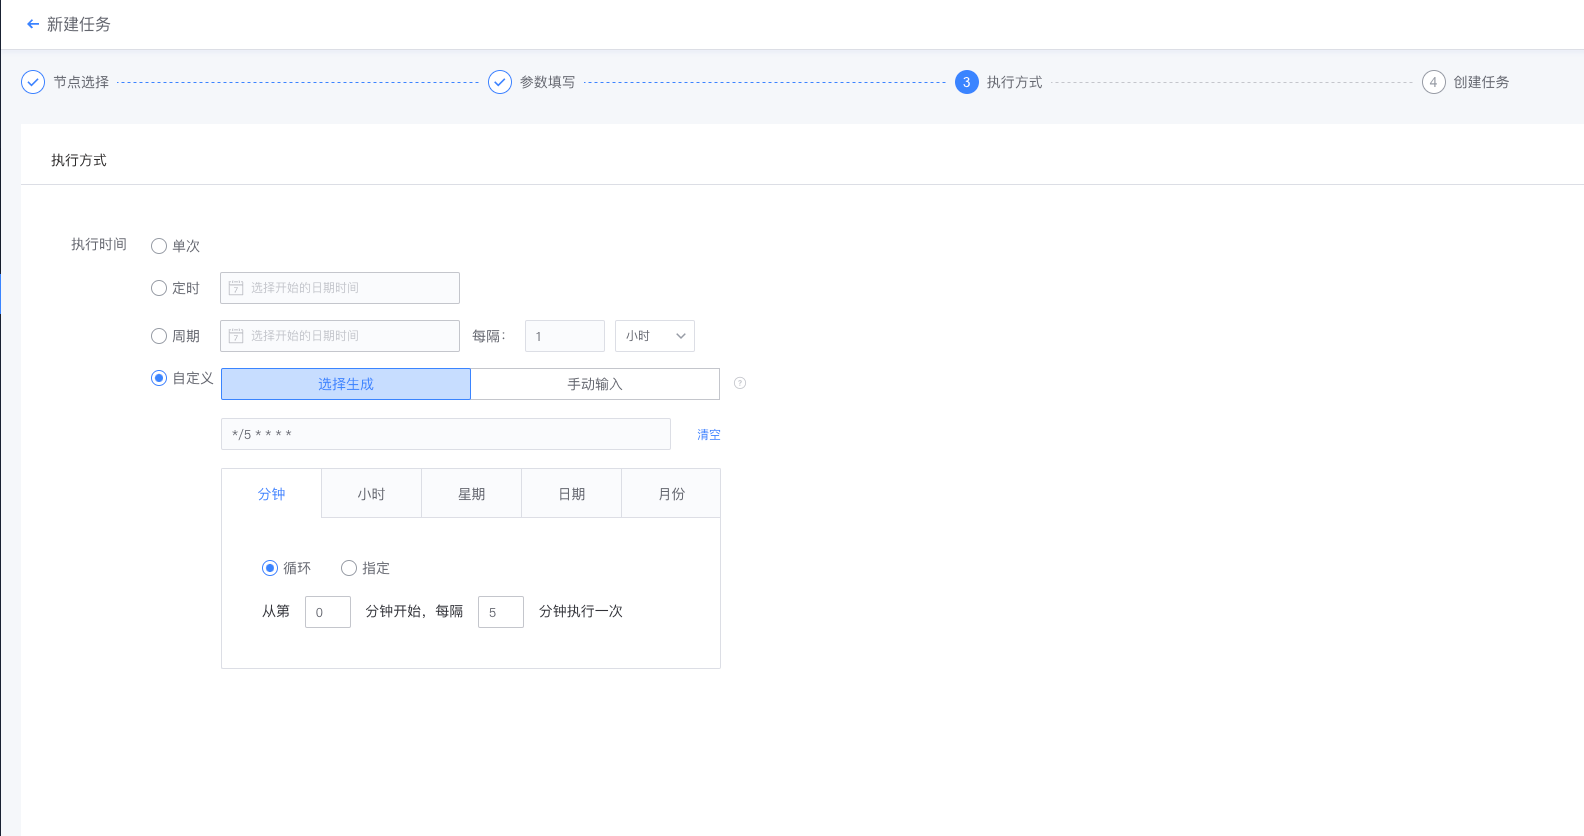 新建任务
节点选择 参数填写 3 执行方式 4 创建任务
执行方式
执行时间 单次
定时 7 选择开始的日期时间
周期 7 选择开始的日期时间 每隔: 1 小时
自定义 选择生成 手动输入 ?
*/5 * * * * 清空
分钟 小时 星期 日期 月份
循环 指定
从第 0 分钟开始，每隔 5 分钟执行一次